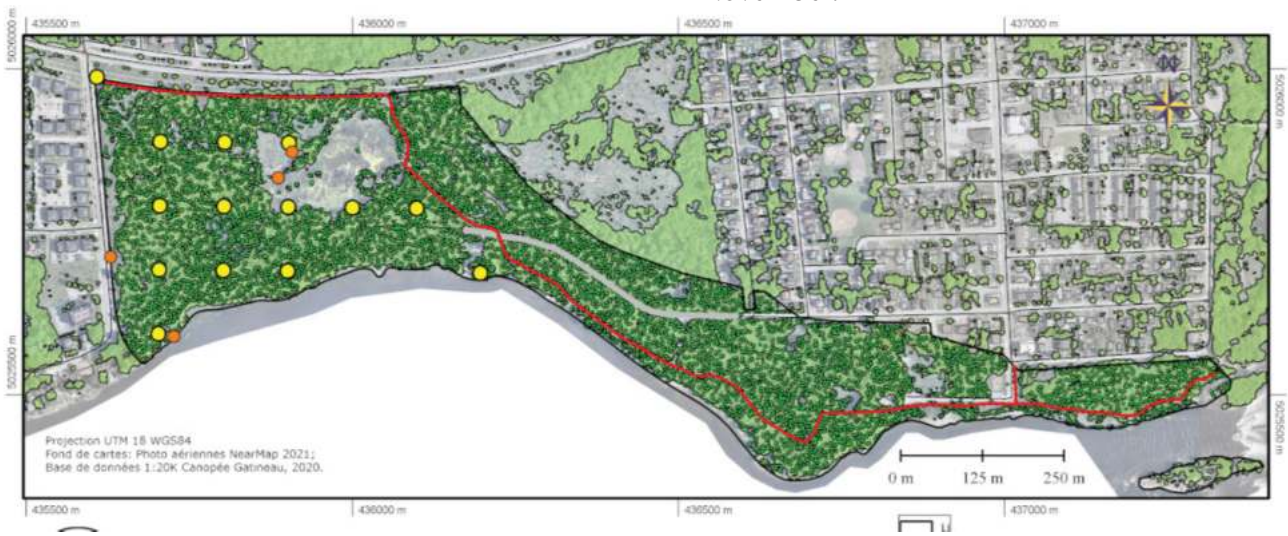 435500 m
436000 m
436500 m
437000 m
5026000 m
5026000 m
5025500 m
5025500 m
Projection UTM 18 WGS84
Fond de cartes: Photo aériennes NearMap 2021;
Base de données 1:20K Canopée Gatineau, 2020.
0 m
125 m
250 m
435500 m
436000 m
436500 m
437000 m